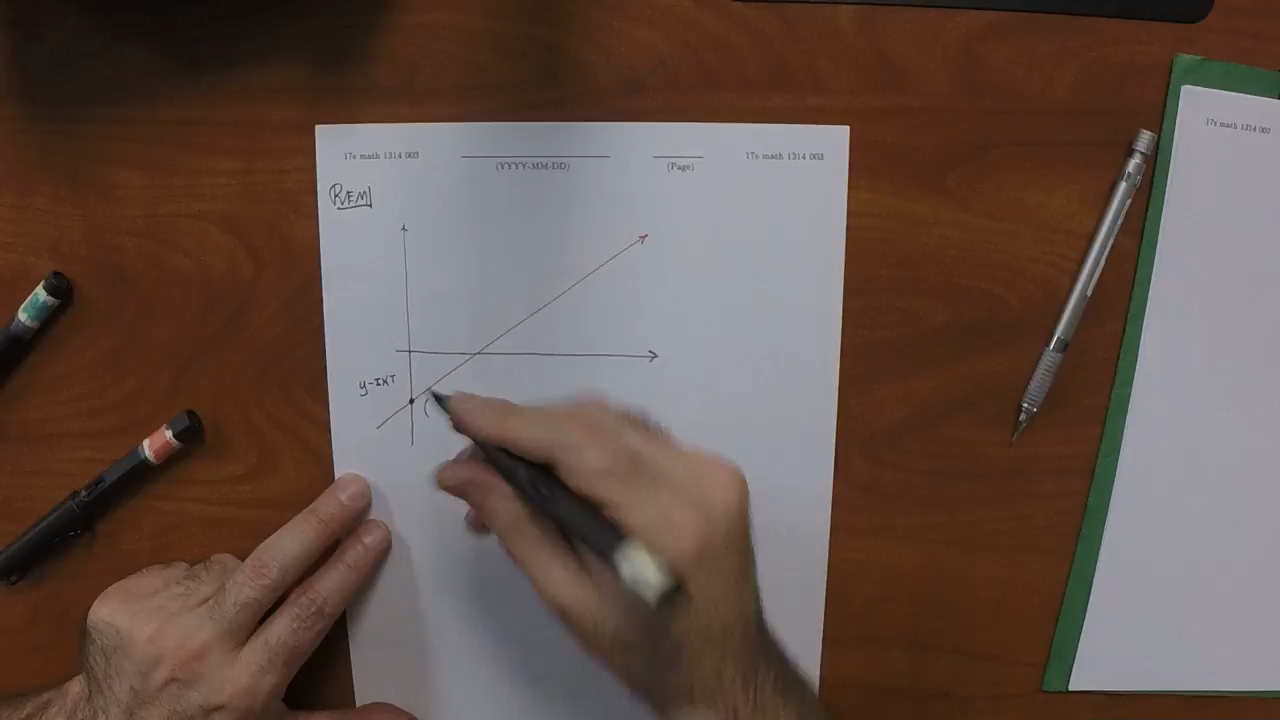 17s math 1314 003 (YYYY-MM-DD) (Page) 17s math 1314 003
REM
y-INT
(
17s math 1314 003